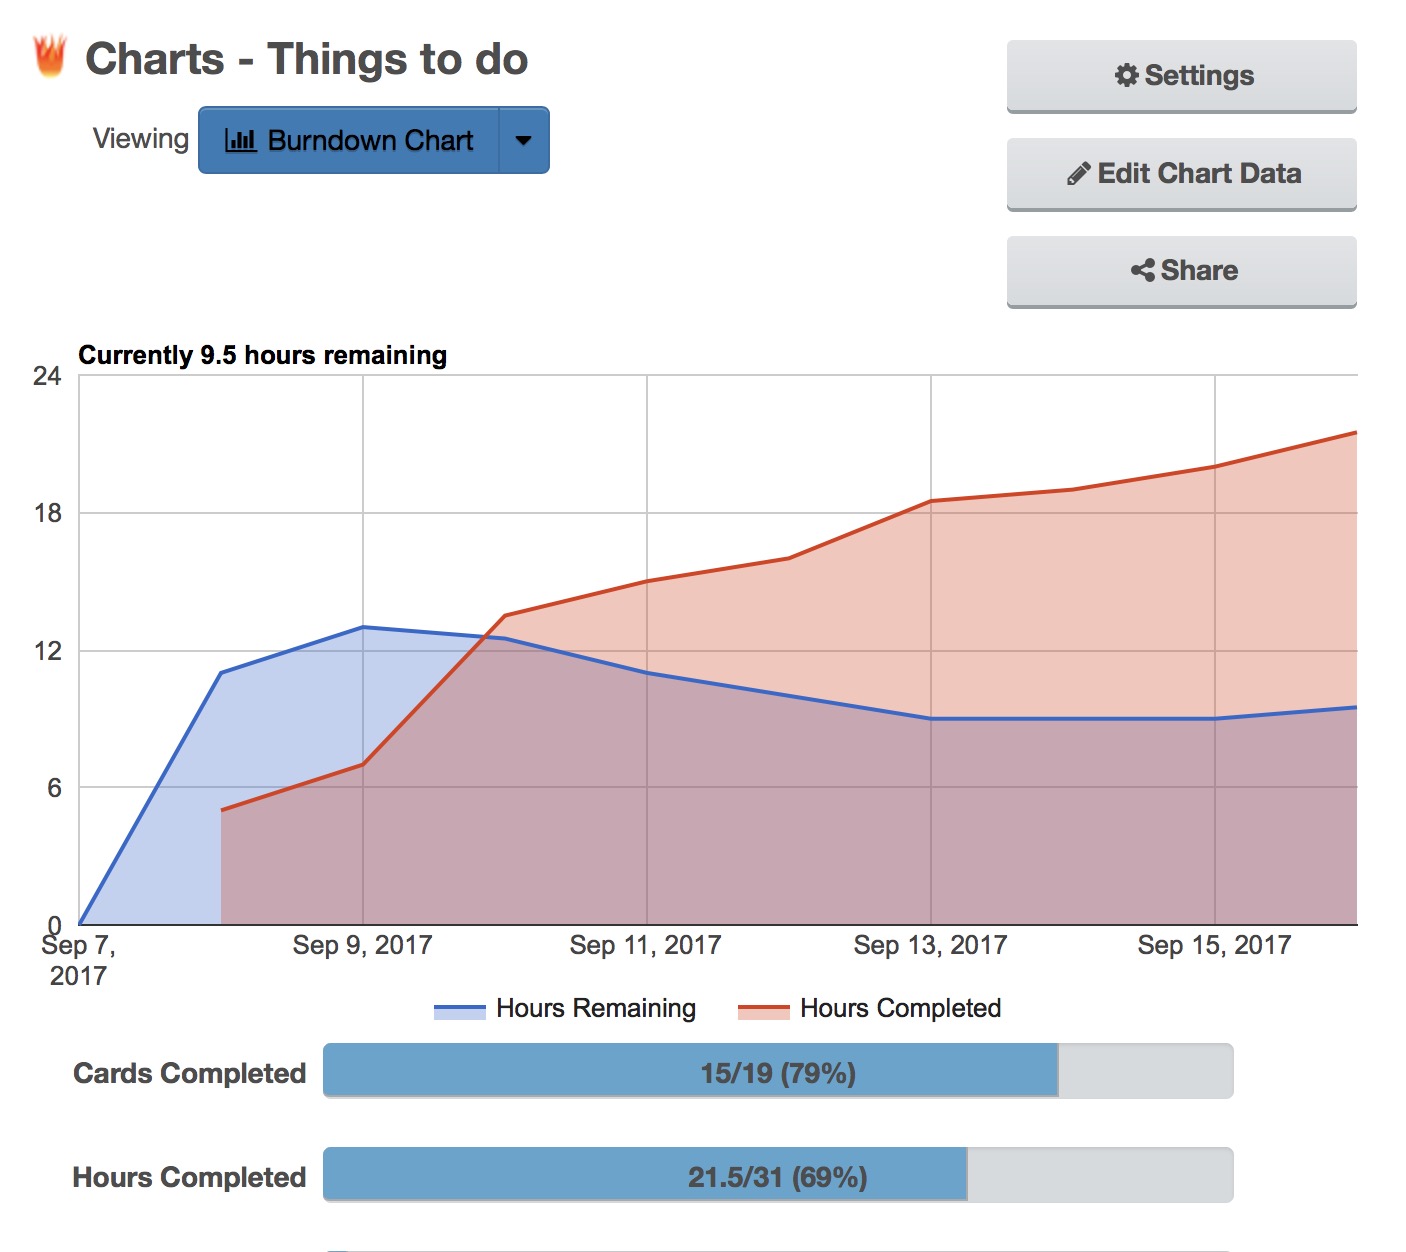 Charts - Things to do
Viewing
Burndown Chart
Settings
Edit Chart Data
Share
Currently 9.5 hours remaining
24
18
12
6
0
Sep 7,
2017
Sep 9, 2017
Sep 11, 2017
Sep 13, 2017
Sep 15, 2017
Hours Remaining
Hours Completed
Cards Completed
15/19 (79%)
Hours Completed
21.5/31 (69%)